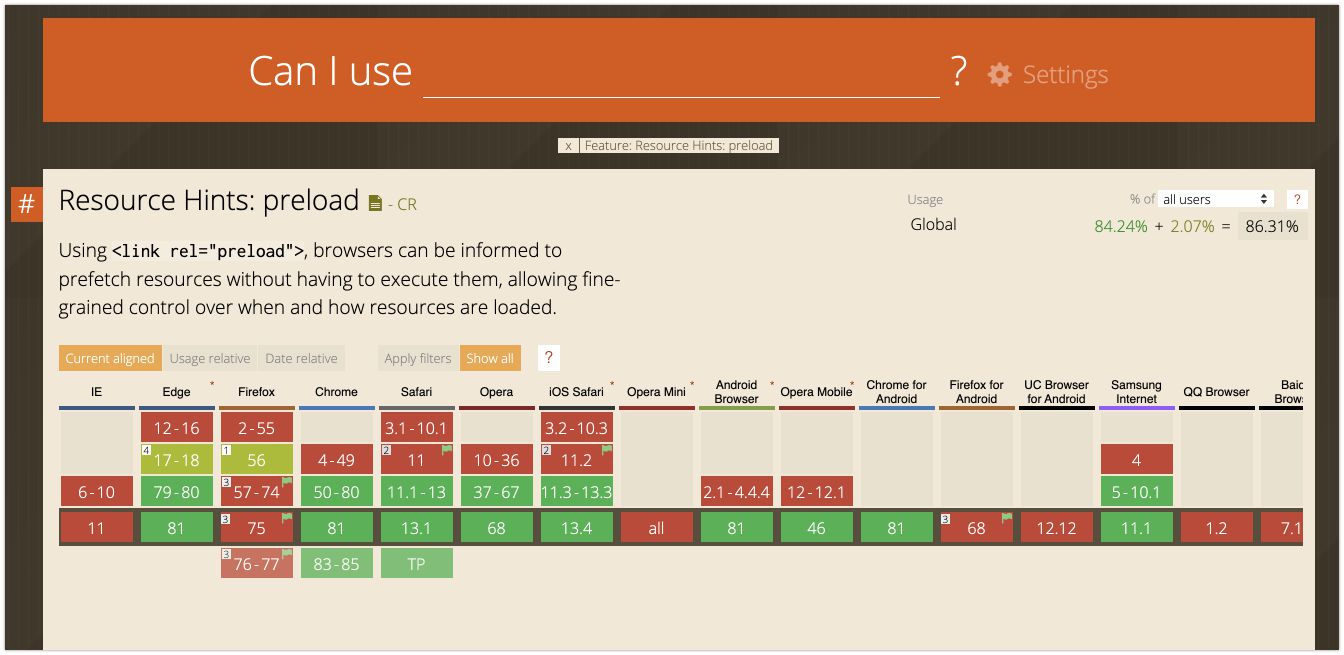 Can I use ? Settings
x Feature: Resource Hints: preload
# Resource Hints: preload - CR
Usage % of all users ?
Global 84.24% + 2.07% = 86.31%
Using <link rel="preload">, browsers can be informed to
prefetch resources without having to execute them, allowing fine-
grained control over when and how resources are loaded.
Current aligned Usage relative Date relative Apply filters Show all ?
IE Edge * Firefox Chrome Safari Opera iOS Safari * Opera Mini * Android Browser * Opera Mobile * Chrome for Android Firefox for Android UC Browser for Android Samsung Internet QQ Browser
12-16 2-55 3.1-10.1 3.2-10.3
4 17-18 1 56 4-49 2 11 10-36 2 11.2 4
6-10 79-80 3 57-74 50-80 11.1-13 37-67 11.3-13.3 2.1-4.4.4 12-12.1 5-10.1
11 81 3 75 81 13.1 68 13.4 all 81 46 81 3 68 12.12 11.1 1.2 7.1
3 76-77 83-85 TP